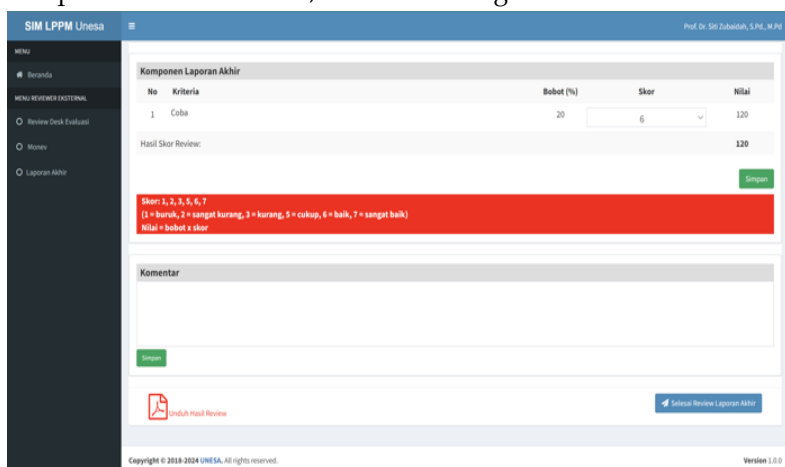 SIM LPPM Unesa
Prof. Dr. Siti Zubaidah, S.Pd., M.Pd
MENU
Beranda
MENU REVIEWER EKSTERNAL
Review Desk Evaluasi
Monev
Laporan Akhir
Komponen Laporan Akhir
No Kriteria Bobot (%) Skor Nilai
1 Coba 20 6 120
Hasil Skor Review: 120
Simpan
Skor: 1, 2, 3, 5, 6, 7
(1 = buruk, 2 = sangat kurang, 3 = kurang, 5 = cukup, 6 = baik, 7 = sangat baik)
Nilai = bobot x skor
Komentar
Simpan
Unduh Hasil Review
Selesai Review Laporan Akhir
Copyright © 2018-2024 UNESA. All rights reserved. Version 1.0.0